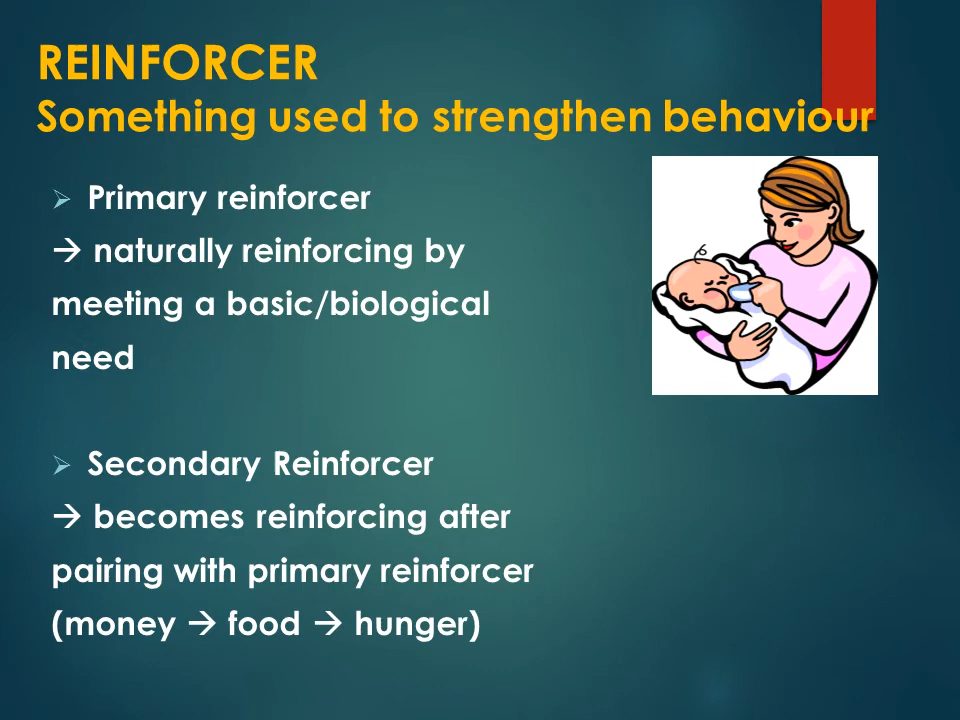 REINFORCER
Something used to strengthen behaviour
➢ Primary reinforcer
→ naturally reinforcing by
meeting a basic/biological
need
➢ Secondary Reinforcer
→ becomes reinforcing after
pairing with primary reinforcer
(money → food → hunger)